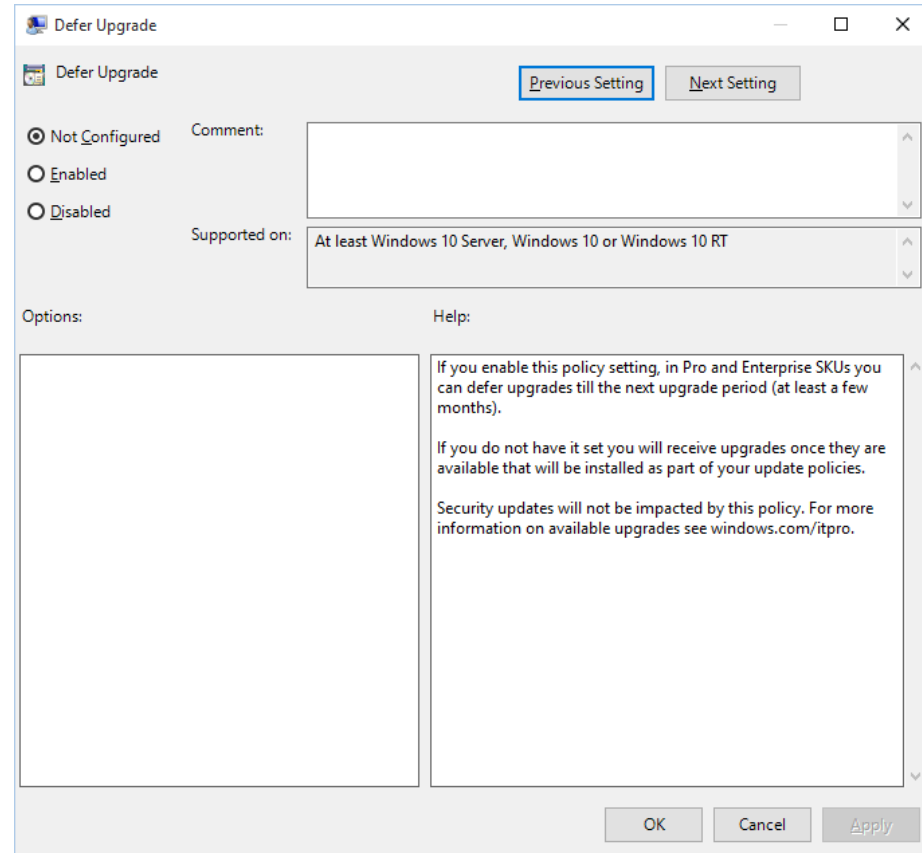 Defer Upgrade
Defer Upgrade
Previous Setting
Next Setting
Not Configured
Comment:
Enabled
Disabled
Supported on:
At least Windows 10 Server, Windows 10 or Windows 10 RT
Options:
Help:
If you enable this policy setting, in Pro and Enterprise SKUs you
can defer upgrades till the next upgrade period (at least a few
months).
If you do not have it set you will receive upgrades once they are
available that will be installed as part of your update policies.
Security updates will not be impacted by this policy. For more
information on available upgrades see windows.com/itpro.
OK
Cancel
Apply